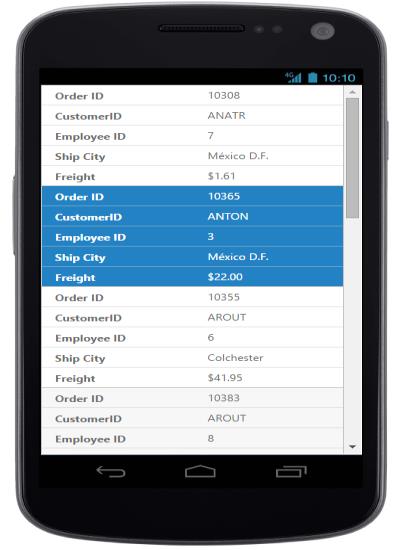 4G 10:10
Order ID 10308
CustomerID ANATR
Employee ID 7
Ship City México D.F.
Freight $1.61
Order ID 10365
CustomerID ANTON
Employee ID 3
Ship City México D.F.
Freight $22.00
Order ID 10355
CustomerID AROUT
Employee ID 6
Ship City Colchester
Freight $41.95
Order ID 10383
CustomerID AROUT
Employee ID 8